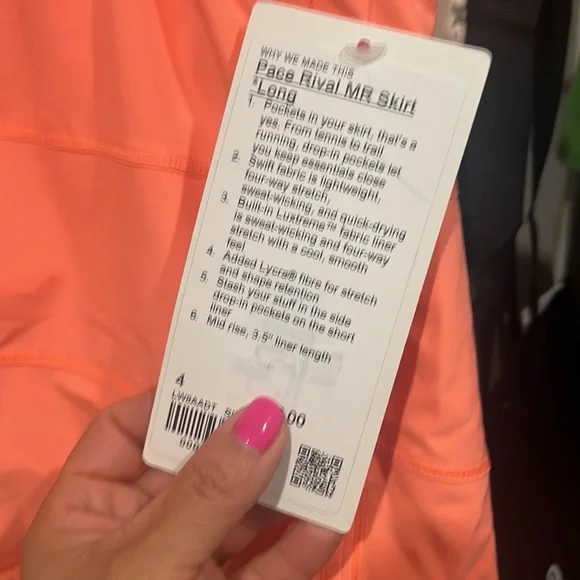 WHY WE MADE THIS
Pace Rival MR Skirt
*Long
1. Pockets in your skirt, that's a
yes. From tennis to trail
running, drop-in pockets let
you keep essentials close
2. Swift fabric is lightweight,
four-way stretch,
sweat-wicking, and quick-drying
3. Built-in Luxtreme™ fabric liner
is sweat-wicking and four-way
stretch with a cool, smooth
feel
4. Added Lycra® fibre for stretch
and shape retention
5. Stash your stuff in the side
drop-in pockets on the short
liner
6. Mid rise, 3.5" liner length
4
.00